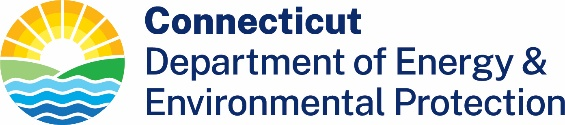 Connecticut
Department of Energy &
Environmental Protection